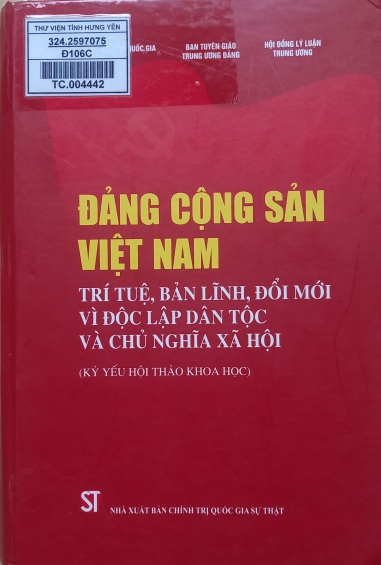 THƯ VIỆN TỈNH HƯNG YÊN
324.2597075
Đ106C
TC.004442
QUỐC GIA
BAN TUYÊN GIÁO
TRUNG ƯƠNG ĐẢNG
HỘI ĐỒNG LÝ LUẬN
TRUNG ƯƠNG
ĐẢNG CỘNG SẢN
VIỆT NAM
TRÍ TUỆ, BẢN LĨNH, ĐỔI MỚI
VÌ ĐỘC LẬP DÂN TỘC
VÀ CHỦ NGHĨA XÃ HỘI
(KỶ YẾU HỘI THẢO KHOA HỌC)
ST
NHÀ XUẤT BẢN CHÍNH TRỊ QUỐC GIA SỰ THẬT